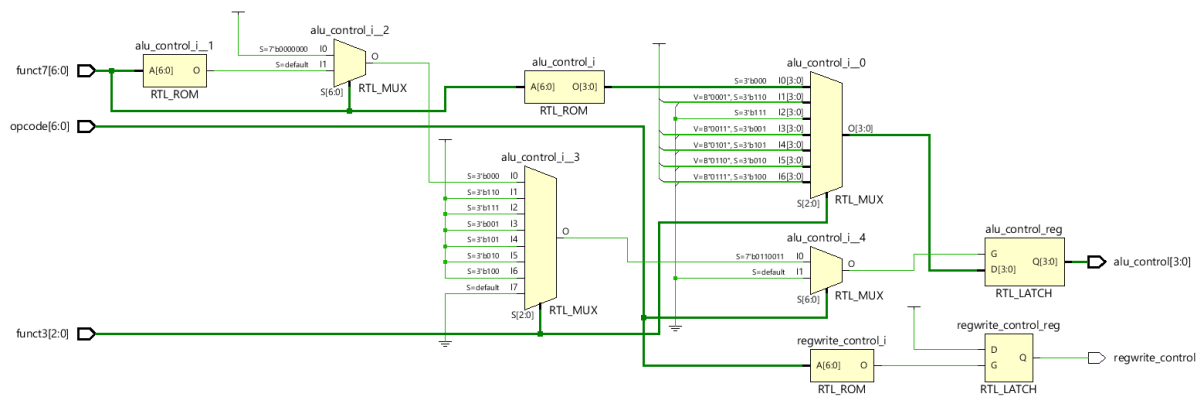 alu_control_i__2
alu_control_i__1
S=7'b0000000 I0
S=default I1
O
S[6:0]
RTL_MUX
funct7[6:0]
A[6:0] O
RTL_ROM
alu_control_i
A[6:0] O[3:0]
RTL_ROM
alu_control_i__0
S=3'b000 I0[3:0]
V=B"0001", S=3'b110 I1[3:0]
S=3'b111 I2[3:0]
V=B"0011", S=3'b001 I3[3:0]
V=B"0101", S=3'b101 I4[3:0]
V=B"0110", S=3'b010 I5[3:0]
V=B"0111", S=3'b100 I6[3:0]
O[3:0]
S[2:0]
RTL_MUX
opcode[6:0]
alu_control_i__3
S=3'b000 I0
S=3'b110 I1
S=3'b111 I2
S=3'b001 I3
S=3'b101 I4
S=3'b010 I5
S=3'b100 I6
S=default I7
O
S[2:0]
RTL_MUX
alu_control_i__4
S=7'b0110011 I0
S=default I1
O
S[6:0]
RTL_MUX
alu_control_reg
G
D[3:0]
Q[3:0]
RTL_LATCH
alu_control[3:0]
funct3[2:0]
regwrite_control_i
A[6:0] O
RTL_ROM
regwrite_control_reg
D
G
Q
RTL_LATCH
regwrite_control